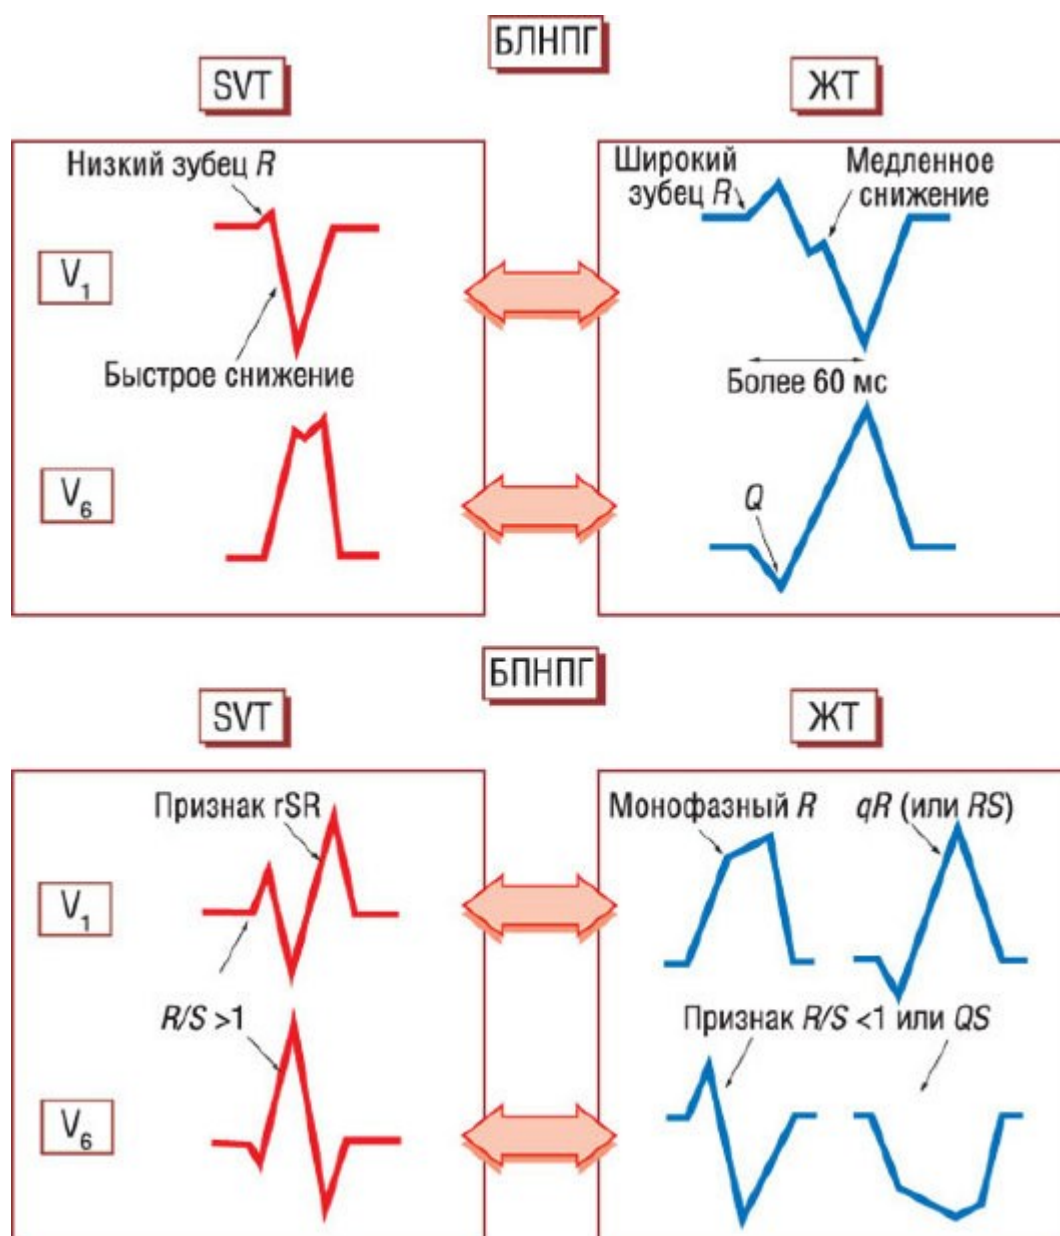 БЛНПГ
SVT
ЖТ
Низкий зубец R
V1
Быстрое снижение
V6
Широкий
зубец R
Медленное
снижение
Более 60 мс
Q
БПНПГ
SVT
ЖТ
Признак rSR
V1
R/S >1
V6
Монофазный R
qR (или RS)
Признак R/S <1 или QS